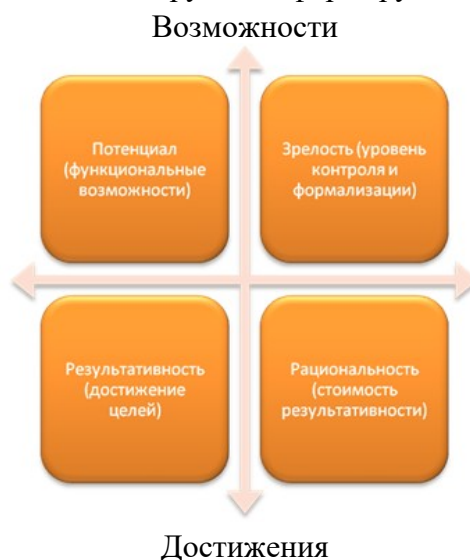 Возможности
Потенциал
(функциональные
возможности)
Зрелость (уровень
контроля и
формализации)
Результативность
(достижение
целей)
Рациональность
(стоимость
результативности)
Достижения